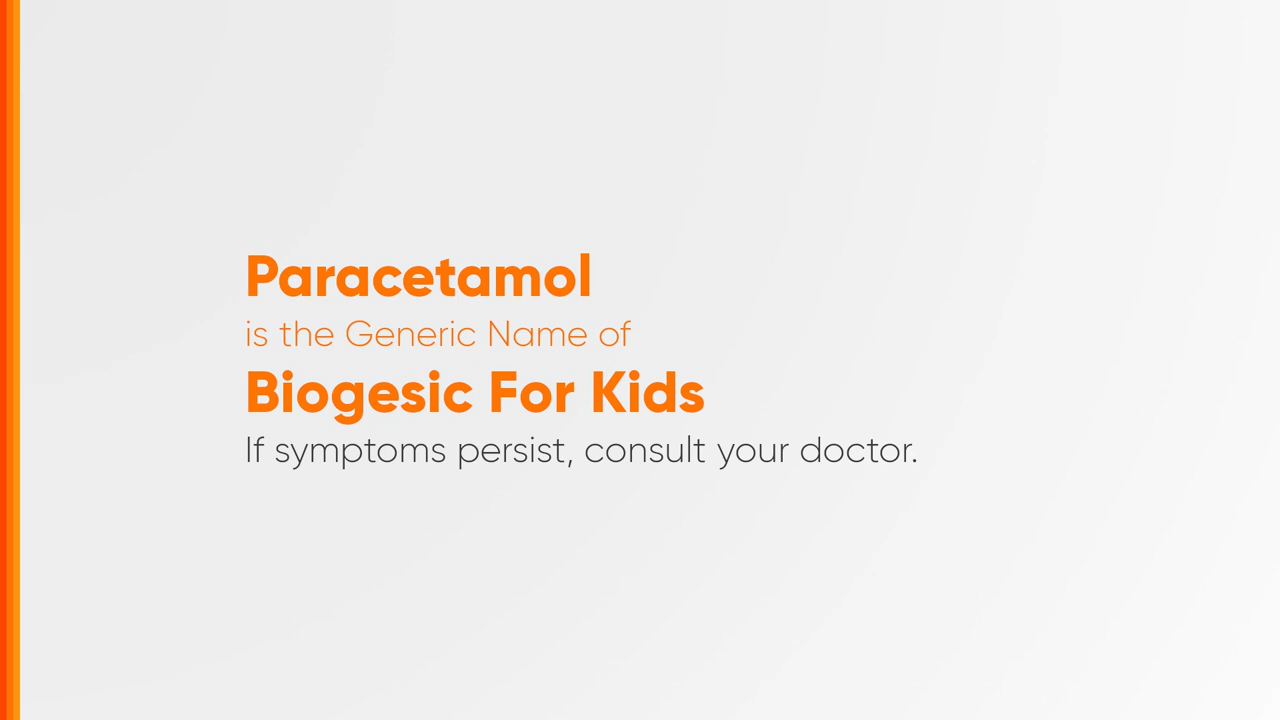 Paracetamol
is the Generic Name of
Biogesic For Kids
If symptoms persist, consult your doctor.